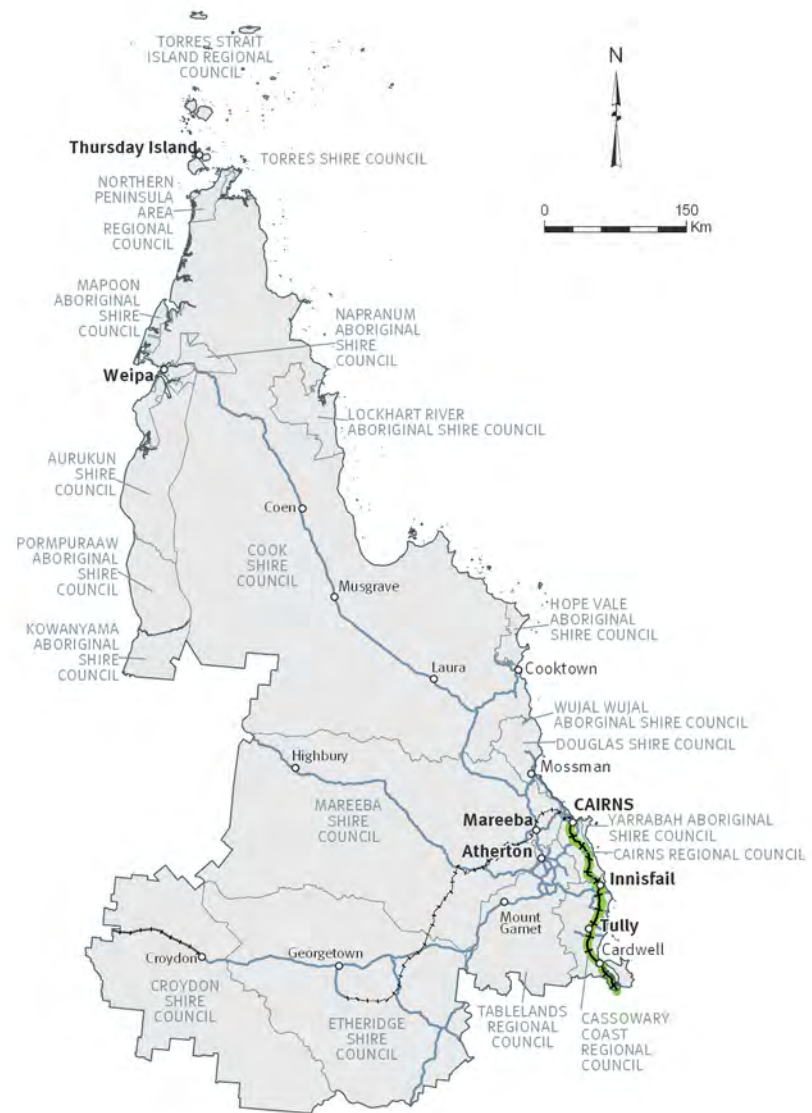 TORRES STRAIT
ISLAND REGIONAL
COUNCIL
N
Thursday Island
TORRES SHIRE COUNCIL
0
150
Km
NORTHERN
PENINSULA
AREA
REGIONAL
COUNCIL
MAPOON
ABORIGINAL
SHIRE
COUNCIL
NAPRANUM
ABORIGINAL
SHIRE
COUNCIL
Weipa
LOCKHART RIVER
ABORIGINAL SHIRE COUNCIL
AURUKUN
SHIRE
COUNCIL
Coen
PORMPURAAW
ABORIGINAL
SHIRE
COUNCIL
COOK
SHIRE
COUNCIL
Musgrave
HOPE VALE
ABORIGINAL
SHIRE COUNCIL
KOWANYAMA
ABORIGINAL
SHIRE
COUNCIL
Laura
Cooktown
WUJAL WUJAL
ABORGINAL SHIRE COUNCIL
DOUGLAS SHIRE COUNCIL
Highbury
Mossman
MAREEBA
SHIRE
COUNCIL
CAIRNS
Mareeba
YARRABAH ABORIGINAL
SHIRE COUNCIL
Atherton
CAIRNS REGIONAL COUNCIL
Innisfail
Mount
Garnet
Tully
Croydon
Georgetown
Cardwell
CROYDON
SHIRE
COUNCIL
ETHERIDGE
SHIRE
COUNCIL
TABLELANDS
REGIONAL
COUNCIL
CASSOWARY
COAST
REGIONAL
COUNCIL